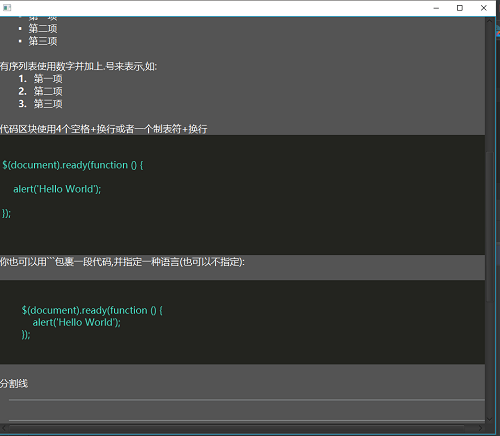 • 第一项
• 第二项
• 第三项
有序列表使用数字并加上.号来表示,如:
1. 第一项
2. 第二项
3. 第三项
代码区块使用4个空格+换行或者一个制表符+换行
$(document).ready(function () {
alert('Hello World');
});
你也可以用```包裹一段代码,并指定一种语言(也可以不指定):
$(document).ready(function () {
alert('Hello World');
});
分割线